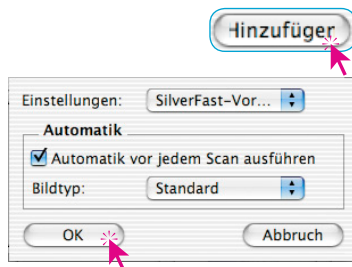 Hinzufügen
Einstellungen: SilverFast-Vor...
Automatik
Automatik vor jedem Scan ausführen
Bildtyp: Standard
OK Abbruch